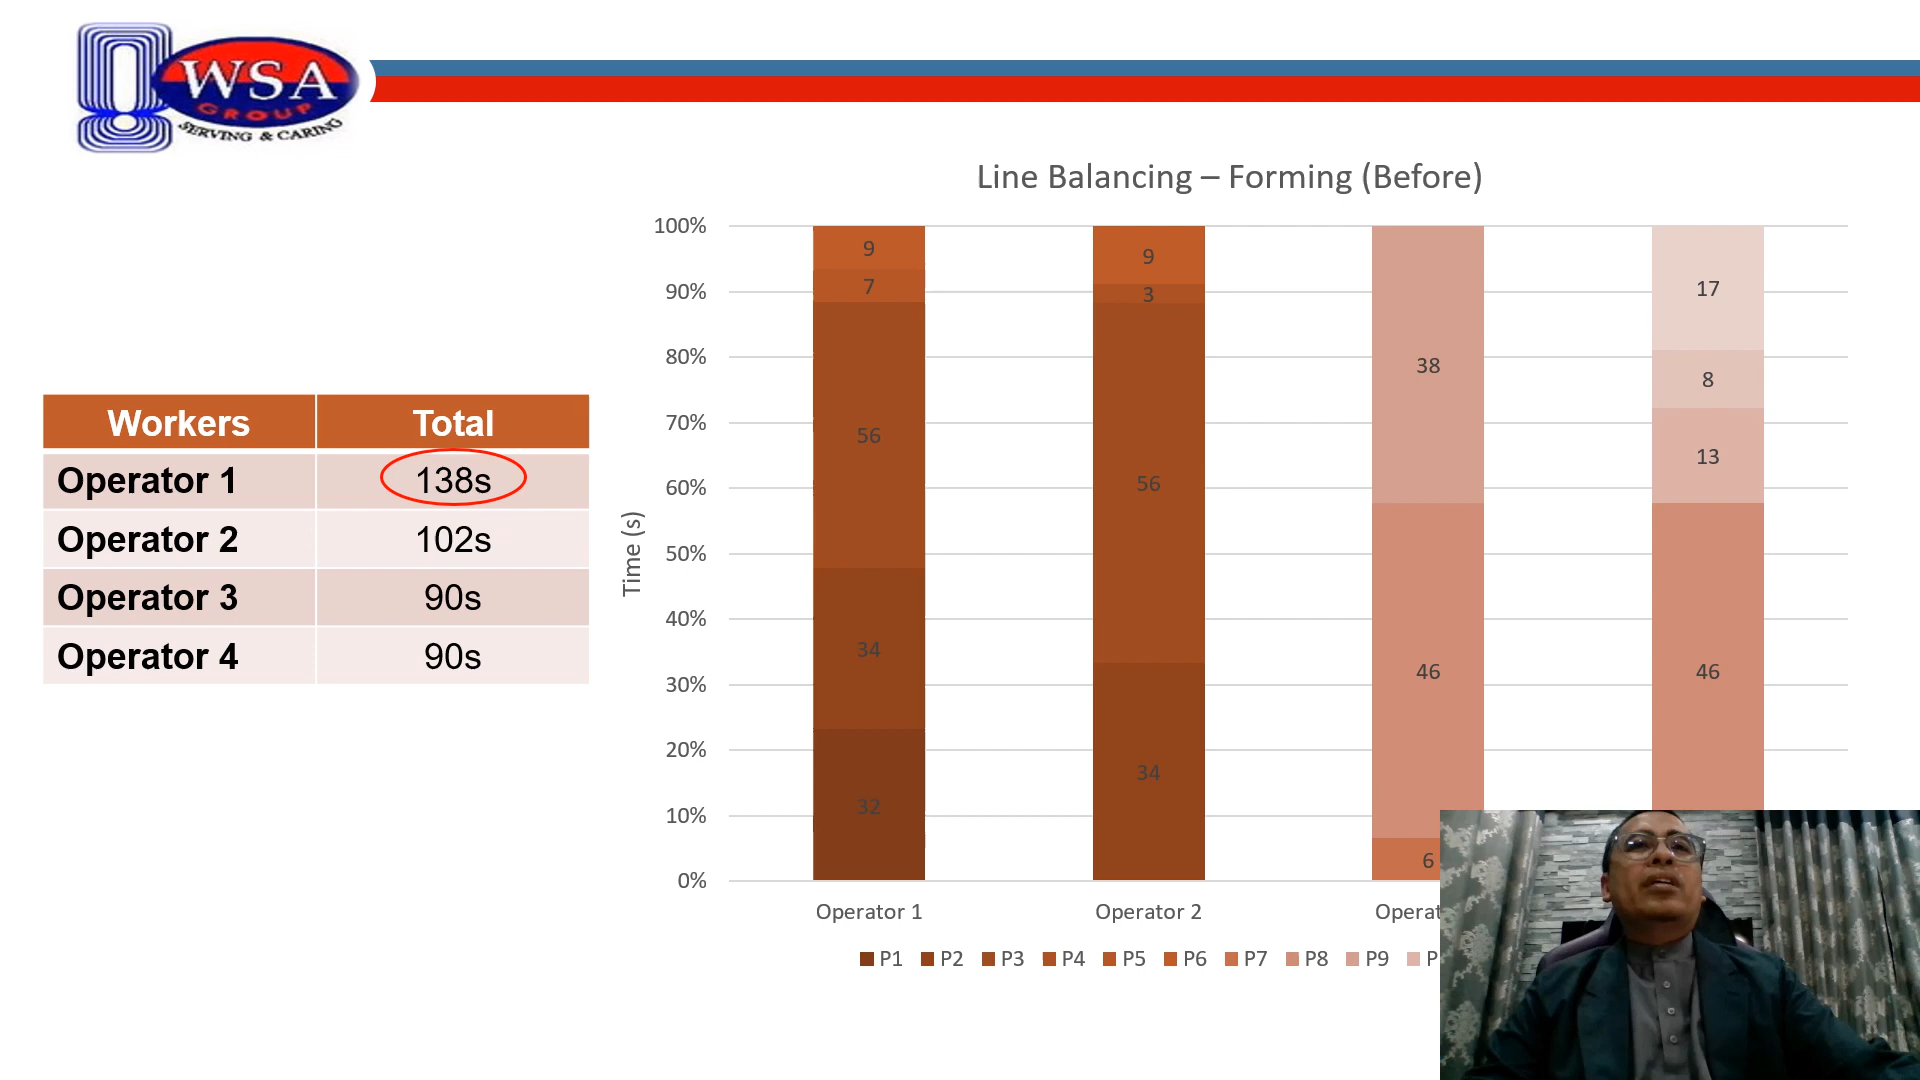 WSA
GROUP
SERVING & CARING
Line Balancing – Forming (Before)
Workers Total
Operator 1 138s
Operator 2 102s
Operator 3 90s
Operator 4 90s
Time (s)
100%
90%
80%
70%
60%
50%
40%
30%
20%
10%
0%
9
7
56
34
32
9
3
56
34
38
46
6
17
8
13
46
Operator 1 Operator 2
P1 P2 P3 P4 P5 P6 P7 P8 P9